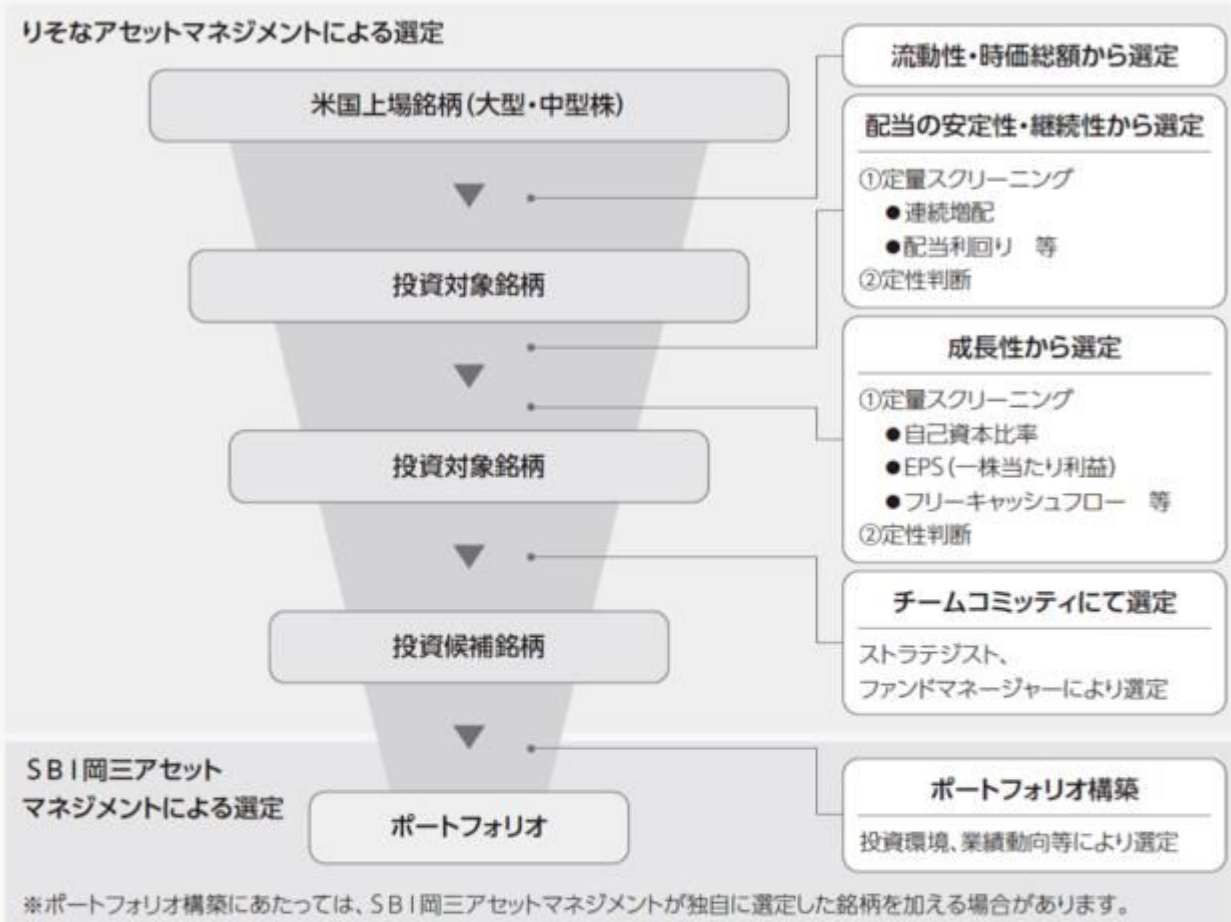 りそなアセットマネジメントによる選定
米国上場銘柄(大型・中型株)
流動性・時価総額から選定
配当の安定性・継続性から選定
①定量スクリーニング
●連続増配
●配当利回り 等
②定性判断
投資対象銘柄
成長性から選定
①定量スクリーニング
●自己資本比率
●EPS(一株当たり利益)
●フリーキャッシュフロー 等
②定性判断
投資対象銘柄
チームコミッティにて選定
ストラテジスト、
ファンドマネージャーにより選定
投資候補銘柄
SBI岡三アセット
マネジメントによる選定
ポートフォリオ
ポートフォリオ構築
投資環境、業績動向等により選定
※ポートフォリオ構築にあたっては、SBI岡三アセットマネジメントが独自に選定した銘柄を加える場合があります。